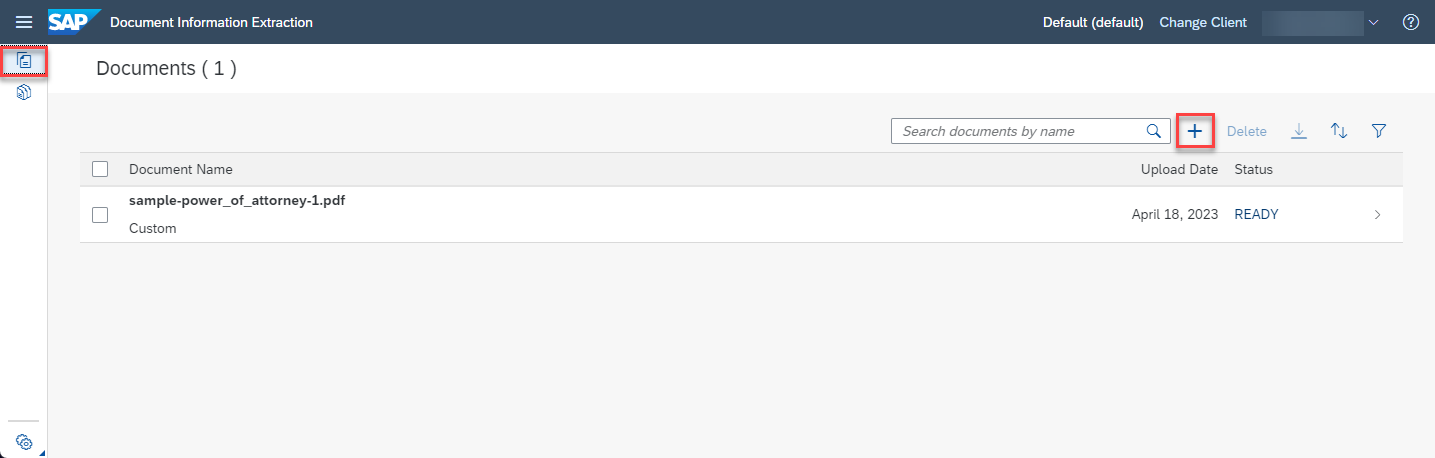 SAP Document Information Extraction Default (default) Change Client
Documents ( 1 )
Search documents by name Delete
Document Name Upload Date Status
sample-power_of_attorney-1.pdf
April 18, 2023 READY
Custom